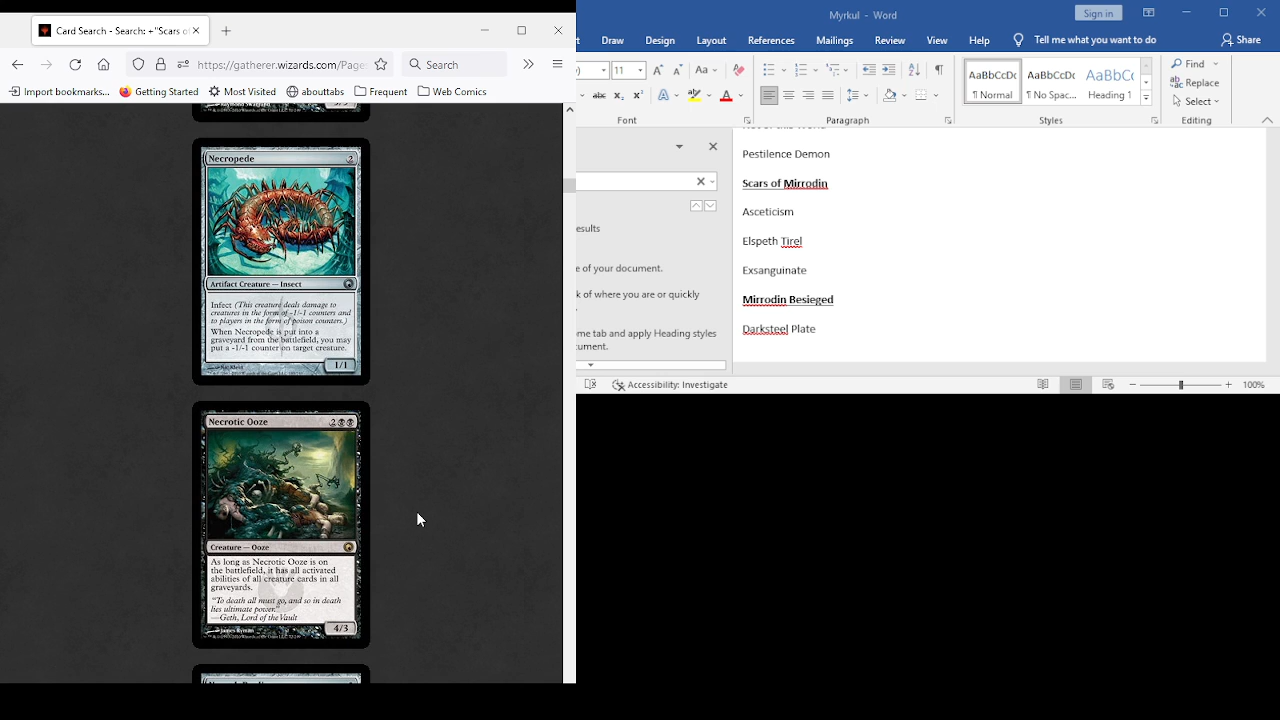 Card Search - Search: +"Scars o
https://gatherer.wizards.com/Page
Search
Import bookmarks...
Getting Started
Most Visited
abouttabs
Frequent
Web Comics
Necropede 2
Artifact Creature — Insect
Infect (This creature deals damage to
creatures in the form of -1/-1 counters and
to players in the form of poison counters.)
When Necropede is put into a
graveyard from the battlefield, you may
put a -1/-1 counter on target creature.
1/1
Necrotic Ooze 2
Creature — Ooze
As long as Necrotic Ooze is on
the battlefield, it has all activated
abilities of all creature cards in all
graveyards.
"To death all must go, and so in death
lies ultimate power."
—Geth, Lord of the Vault
James Ryman
4/3
Myrkul - Word
Sign in
Draw
Design
Layout
References
Mailings
Review
View
Help
Tell me what you want to do
Share
11
Aa
abc
x₂
x²
A
Font
Paragraph
AaBbCcDc
¶ Normal
AaBbCcDc
¶ No Spac...
AaBbCc
Heading 1
Styles
Find
Replace
Select
Editing
esults
e of your document.
k of where you are or quickly
me tab and apply Heading styles
cument.
Pestilence Demon
Scars of Mirrodin
Asceticism
Elspeth Tirel
Exsanguinate
Mirrodin Besieged
Darksteel Plate
Accessibility: Investigate
100%